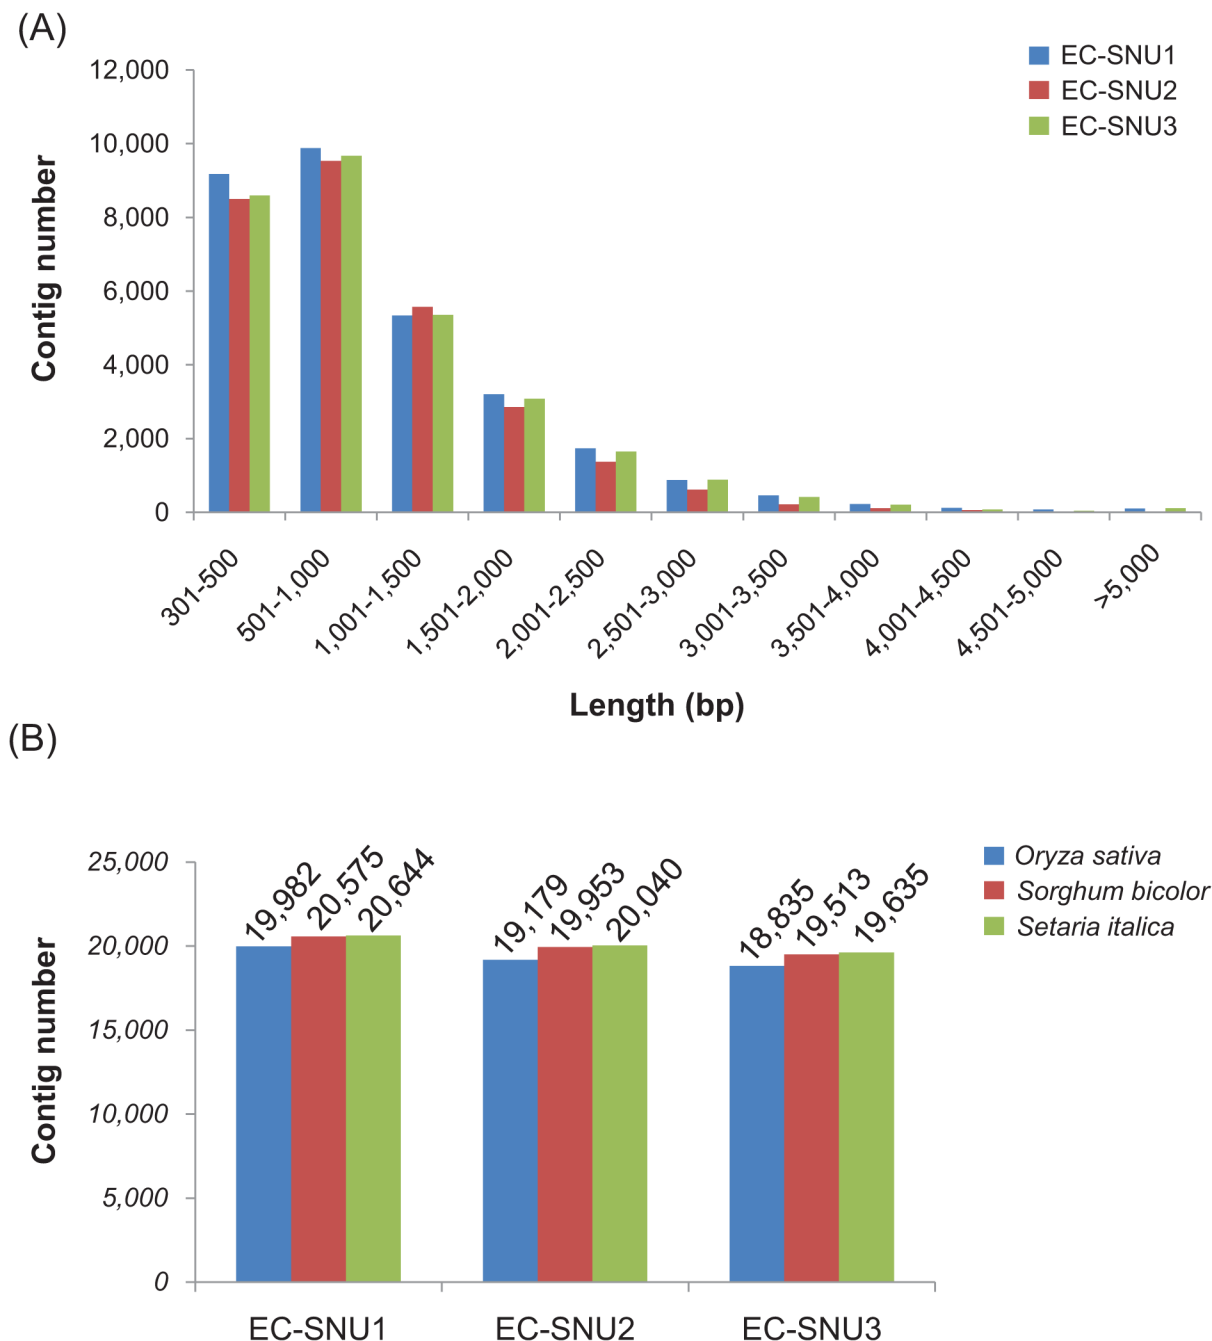 (A)
EC-SNU1
EC-SNU2
EC-SNU3
Contig number
12,000
10,000
8,000
6,000
4,000
2,000
0
301-500
501-1,000
1,001-1,500
1,501-2,000
2,001-2,500
2,501-3,000
3,001-3,500
3,501-4,000
4,001-4,500
4,501-5,000
>5,000
Length (bp)
(B)
Oryza sativa
Sorghum bicolor
Setaria italica
Contig number
25,000
20,000
15,000
10,000
5,000
0
19,982
20,575
20,644
19,179
19,953
20,040
18,835
19,513
19,635
EC-SNU1
EC-SNU2
EC-SNU3